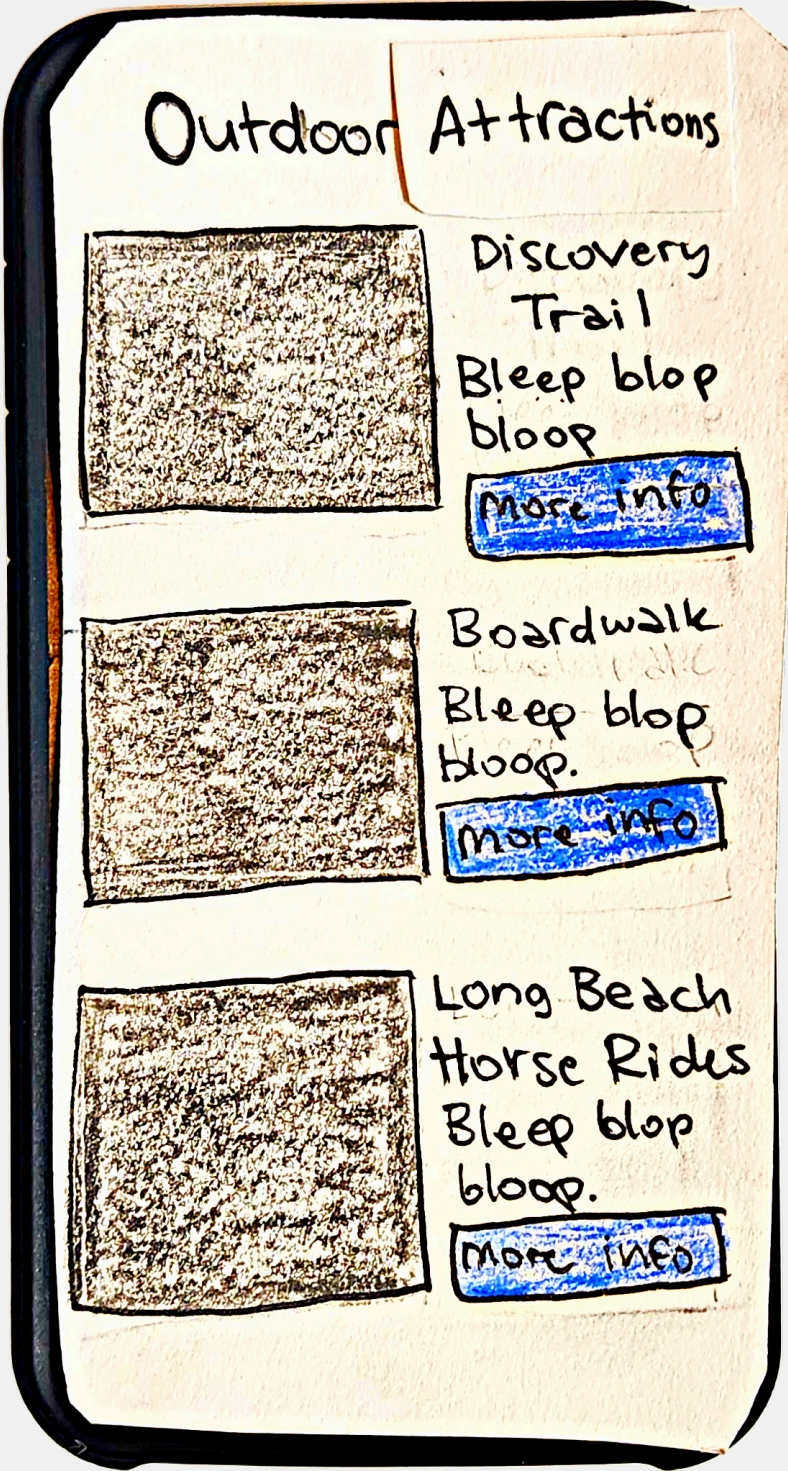 Outdoor Attractions
Discovery
Trail
Bleep blop
bloop
more info
Boardwalk
Bleep blop
bloop.
more info
Long Beach
Horse Rides
Bleep blop
bloop.
more info